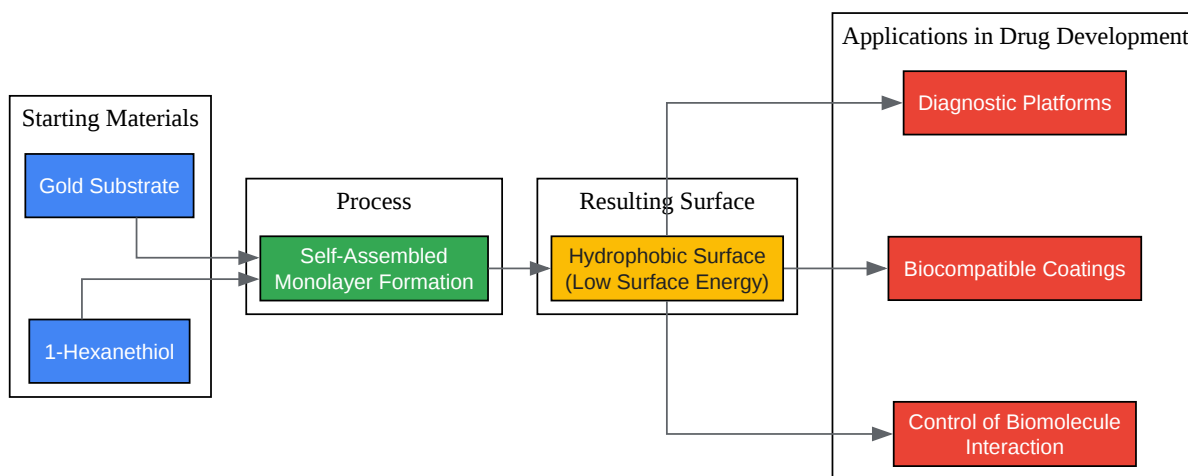 Starting Materials
Gold Substrate
1-Hexanethiol
Process
Self-Assembled
Monolayer Formation
Resulting Surface
Hydrophobic Surface
(Low Surface Energy)
Applications in Drug Development
Diagnostic Platforms
Biocompatible Coatings
Control of Biomolecule
Interaction